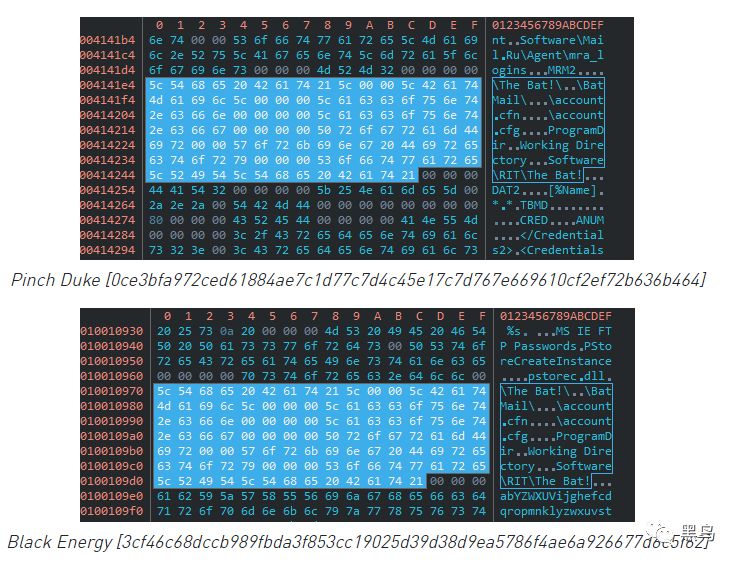 0 1 2 3 4 5 6 7 8 9 A B C D E F 0123456789ABCDEF
004141b4 6e 74 00 00 53 6f 66 74 77 61 72 65 5c 4d 61 69 nt..Software\Mai
004141c4 6c 2e 52 75 5c 41 67 65 6e 74 5c 6d 72 61 5f 6c l.Ru\Agent\mra_l
004141d4 6f 67 69 6e 73 00 00 00 4d 52 4d 32 00 00 00 00 ogins...MRM2....
004141e4 5c 54 68 65 20 42 61 74 21 5c 00 00 5c 42 61 74 \The Bat!\..\Bat
004141f4 4d 61 69 6c 5c 00 00 00 5c 61 63 63 6f 75 6e 74 Mail\...\account
00414204 2e 63 66 6e 00 00 00 00 5c 61 63 63 6f 75 6e 74 .cfn....\account
00414214 2e 63 66 67 00 00 00 00 50 72 6f 67 72 61 6d 44 .cfg....ProgramD
00414224 69 72 00 00 57 6f 72 6b 69 6e 67 20 44 69 72 65 ir..Working Dire
00414234 63 74 6f 72 79 00 00 00 53 6f 66 74 77 61 72 65 ctory...Software
00414244 5c 52 49 54 5c 54 68 65 20 42 61 74 21 00 00 00 \RIT\The Bat!...
00414254 44 41 54 32 00 00 00 00 5b 25 4e 61 6d 65 5d 00 DAT2....[%Name].
00414264 2a 2e 2a 00 54 42 4d 44 00 00 00 00 00 00 00 00 *.*.TBMD........
00414274 80 00 00 00 43 52 45 44 00 00 00 00 41 4e 55 4d ....CRED....ANUM
00414284 00 00 00 00 3c 2f 43 72 65 64 65 6e 74 69 61 6c ....</Credential
00414294 73 32 3e 00 3c 43 72 65 64 65 6e 74 69 61 6c 73 s2>.<Credentials
Pinch Duke [0ce3bfa972ced61884ae7c1d77c7d4c45e17c7d767e669610cf2ef72b636b464]
0 1 2 3 4 5 6 7 8 9 A B C D E F 0123456789ABCDEF
010010930 20 25 73 0a 20 00 00 00 4d 53 20 49 45 20 46 54 %s. ...MS IE FT
010010940 50 20 50 61 73 73 77 6f 72 64 73 00 50 53 74 6f P Passwords.PSto
010010950 72 65 43 72 65 61 74 65 49 6e 73 74 61 6e 63 65 reCreateInstance
010010960 00 00 00 00 70 73 74 6f 72 65 63 2e 64 6c 6c 00 ....pstorec.dll.
010010970 5c 54 68 65 20 42 61 74 21 5c 00 00 5c 42 61 74 \The Bat!\..\Bat
010010980 4d 61 69 6c 5c 00 00 00 5c 61 63 63 6f 75 6e 74 Mail\...\account
010010990 2e 63 66 6e 00 00 00 00 5c 61 63 63 6f 75 6e 74 .cfn....\account
0100109a0 2e 63 66 67 00 00 00 00 50 72 6f 67 72 61 6d 44 .cfg....ProgramD
0100109b0 69 72 00 00 57 6f 72 6b 69 6e 67 20 44 69 72 65 ir..Working Dire
0100109c0 63 74 6f 72 79 00 00 00 53 6f 66 74 77 61 72 65 ctory...Software
0100109d0 5c 52 49 54 5c 54 68 65 20 42 61 74 21 00 00 00 \RIT\The Bat!...
0100109e0 61 62 59 5a 57 58 55 56 69 6a 67 68 65 66 63 64 abYZWXUVijghefcd
0100109f0 71 72 6f 70 6d 6e 6b 6c 79 7a 77 78 75 76 73 74 qropmnklyzwxuvst
Black Energy [3cf46c68dccb989fbda3f853cc19025d39d38d9ea5786f4ae6a926677d6c5f62]
黑鸟